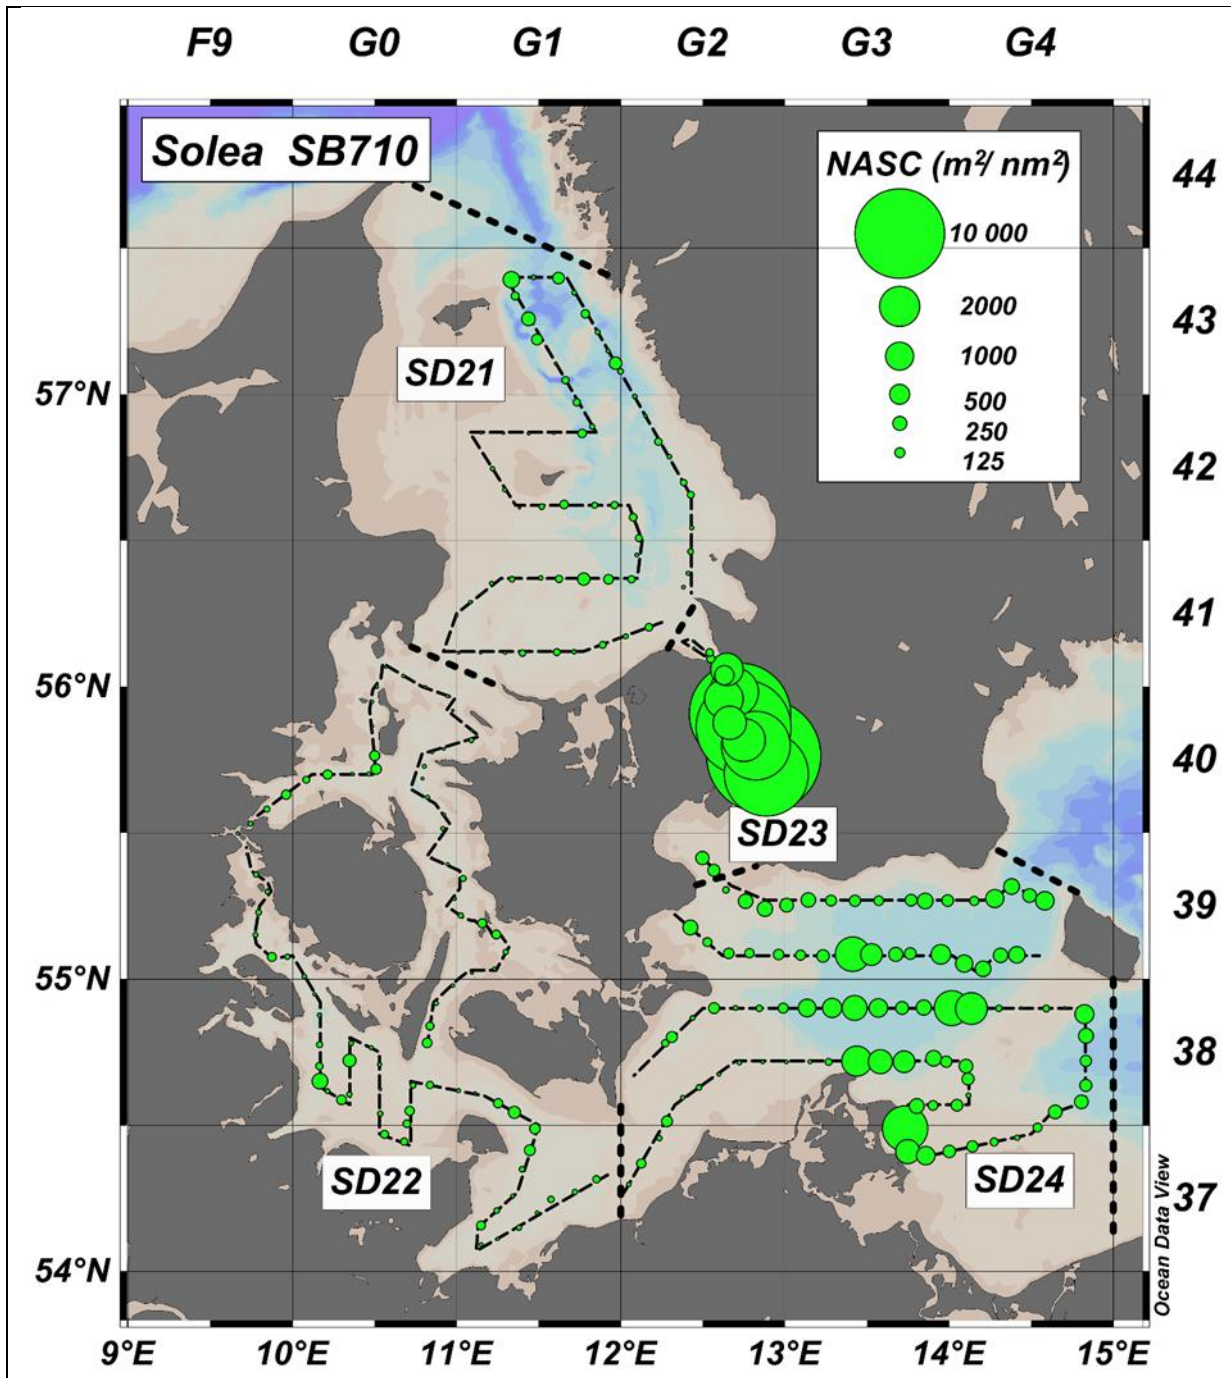 F9 G0 G1 G2 G3 G4
Solea SB710
NASC (m²/ nm²)
10 000
2000
1000
500
250
125
44
43
SD21
57°N
42
41
56°N
40
SD23
39
55°N
38
SD22
SD24
37
54°N
Ocean Data View
9°E 10°E 11°E 12°E 13°E 14°E 15°E